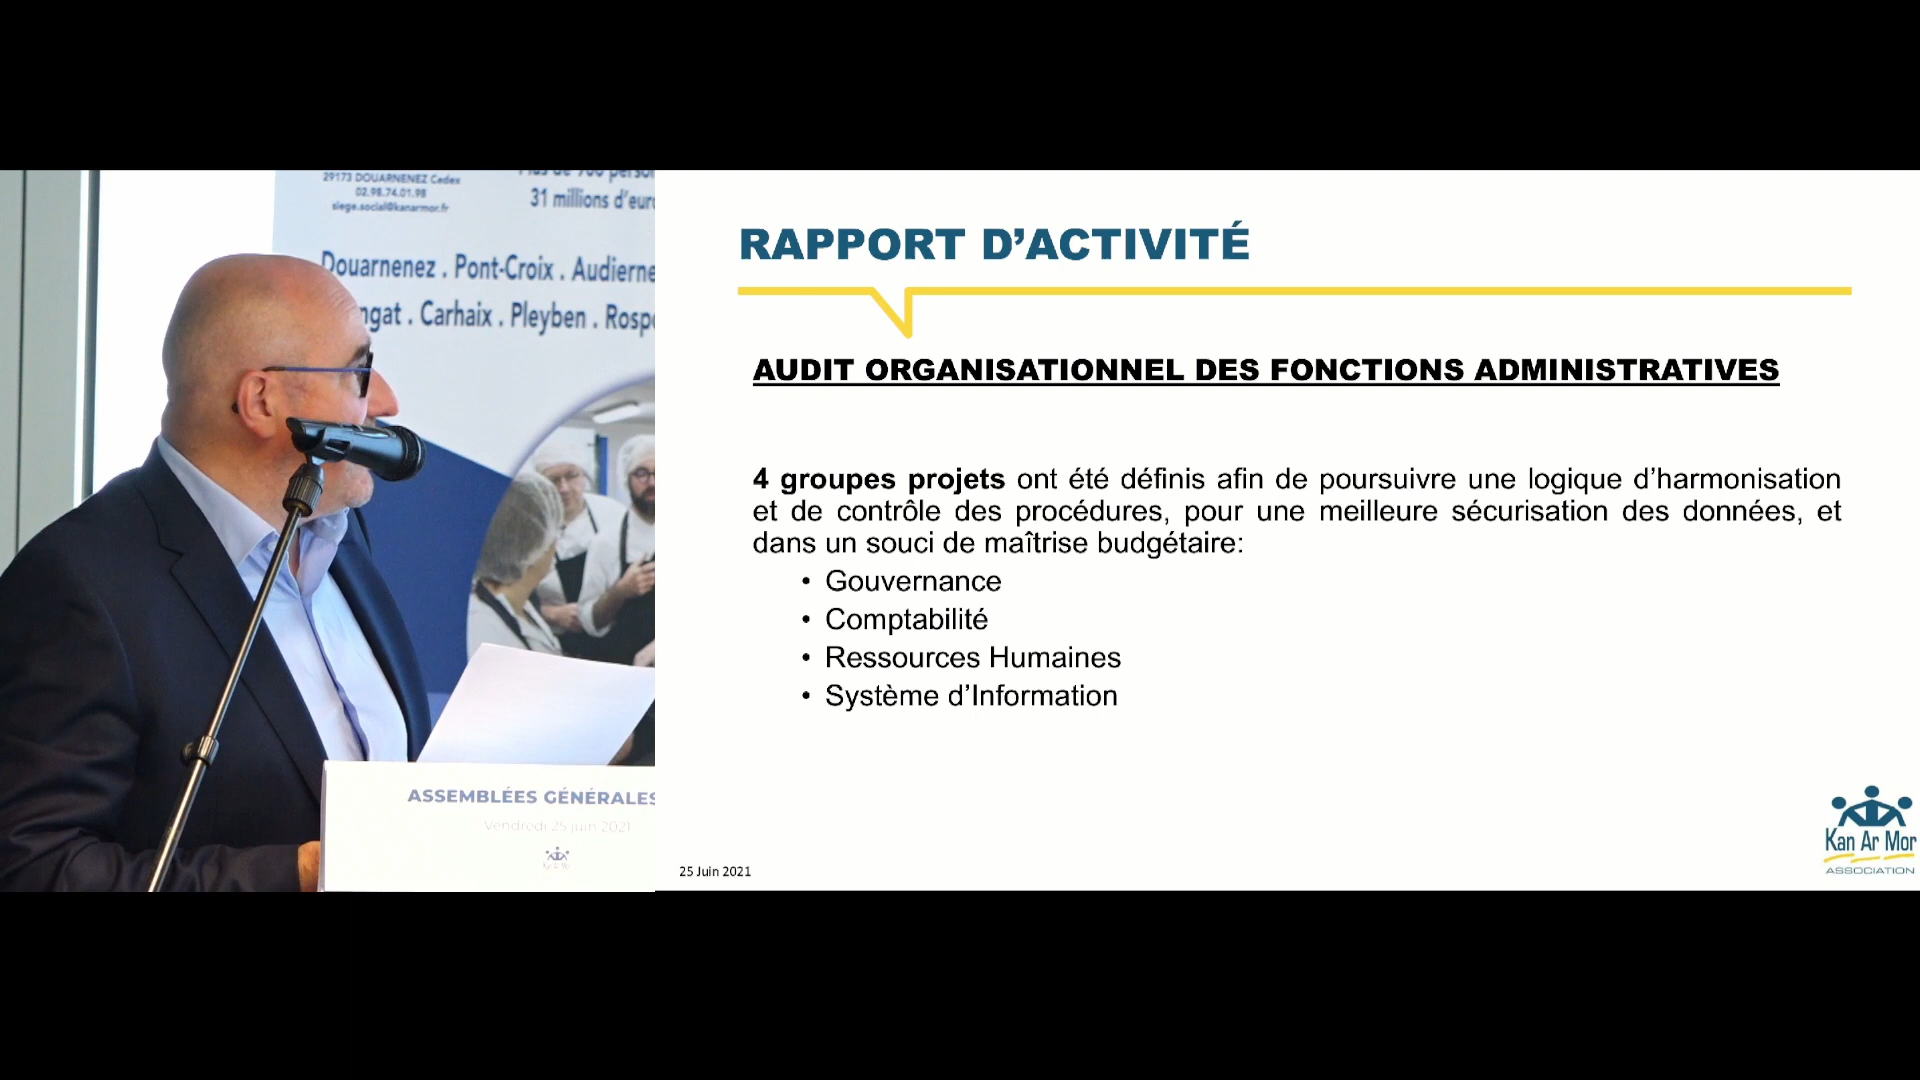 29173 DOUARNENEZ Cedex
02.98.74.01.98
siege.social@kanarmor.fr
31 millions d'eur
Douarnenez . Pont-Croix . Audierne
ngat . Carhaix . Pleyben . Rosp
ASSEMBLÉES GÉNÉRALES
Vendredi 25 juin 2021
RAPPORT D'ACTIVITÉ
AUDIT ORGANISATIONNEL DES FONCTIONS ADMINISTRATIVES
4 groupes projets ont été définis afin de poursuivre une logique d'harmonisation
et de contrôle des procédures, pour une meilleure sécurisation des données, et
dans un souci de maîtrise budgétaire:
• Gouvernance
• Comptabilité
• Ressources Humaines
• Système d'Information
25 Juin 2021
Kan Ar Mor
ASSOCIATION